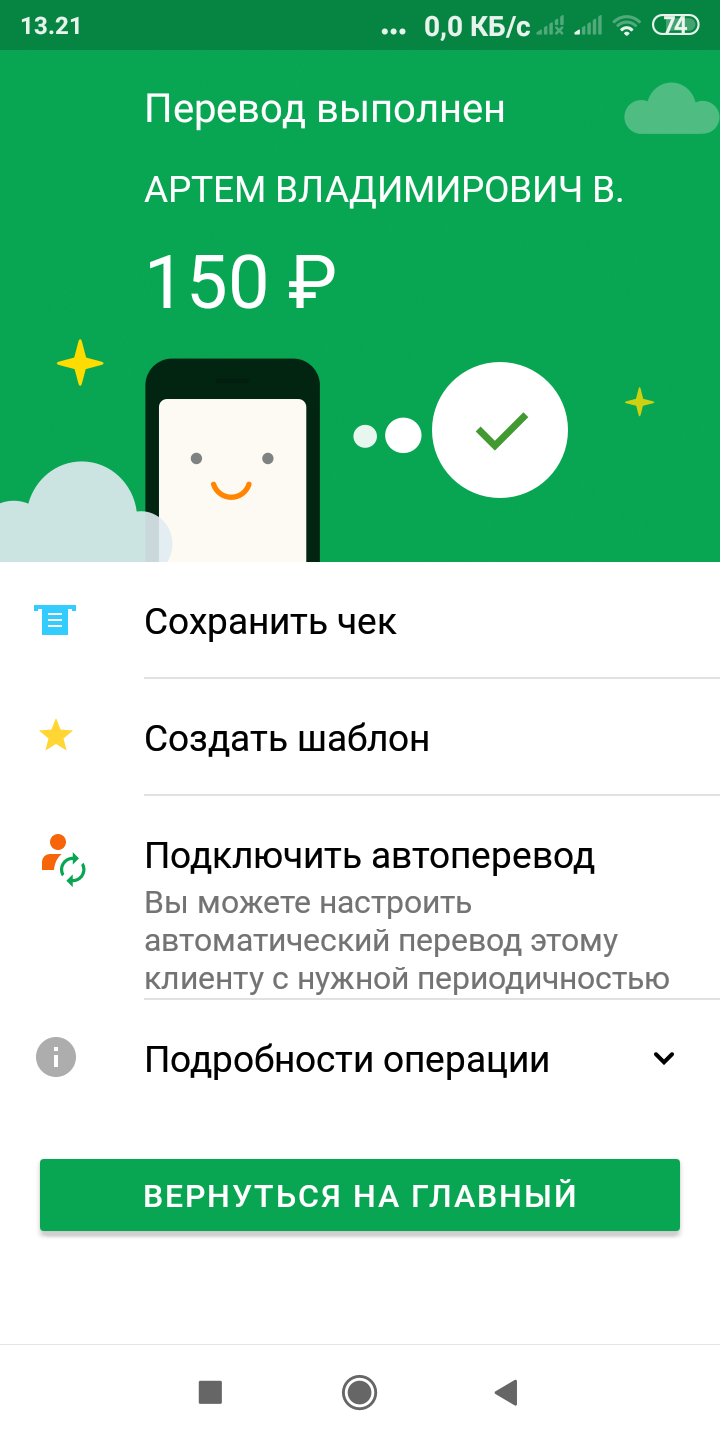 13.21 ... 0,0 КБ/с 74
Перевод выполнен
АРТЕМ ВЛАДИМИРОВИЧ В.
150 ₽
Сохранить чек
Создать шаблон
Подключить автоперевод
Вы можете настроить
автоматический перевод этому
клиенту с нужной периодичностью
Подробности операции
ВЕРНУТЬСЯ НА ГЛАВНЫЙ